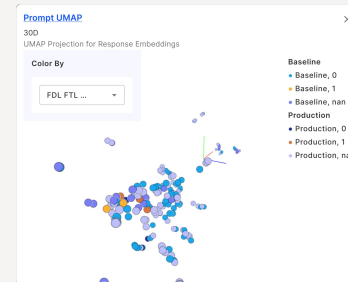 Prompt UMAP
30D
UMAP Projection for Response Embeddings
Color By
FDL FTL ...
Baseline
Baseline, 0
Baseline, 1
Baseline, nan
Production
Production, 0
Production, 1
Production, na